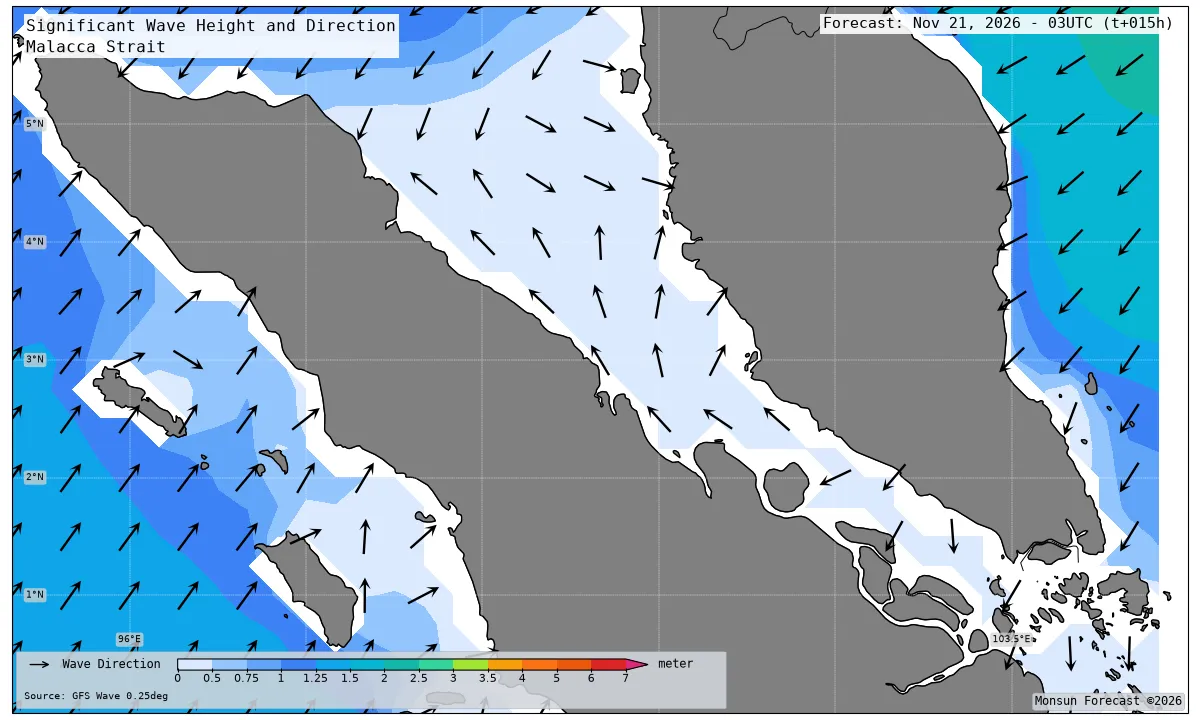 Significant Wave Height and Direction
Malacca Strait
Forecast: Nov 21, 2026 - 03UTC (t+015h)
5°N
4°N
3°N
2°N
1°N
96°E
103.5°E
Wave Direction
meter
0 0.5 0.75 1 1.25 1.5 2 2.5 3 3.5 4 5 6 7
Source: GFS Wave 0.25deg
Monsun Forecast ©2026